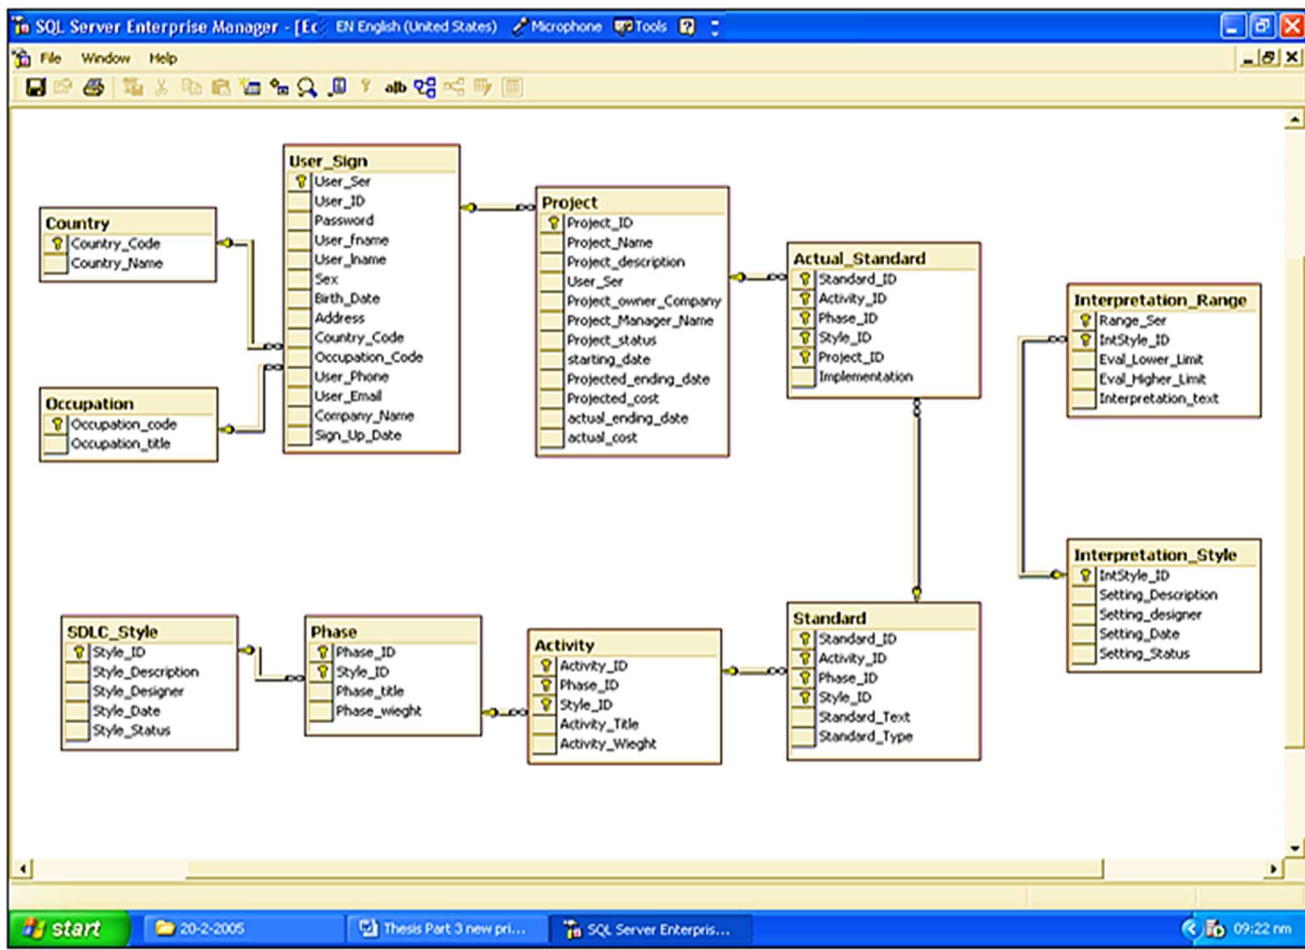 SQL Server Enterprise Manager - [Ec
EN English (United States) Microphone Tools
File Window Help
Country
Country_Code
Country_Name
Occupation
Occupation_code
Occupation_title
User_Sign
User_Ser
User_ID
Password
User_fname
User_lname
Sex
Birth_Date
Address
Country_Code
Occupation_Code
User_Phone
User_Email
Company_Name
Sign_Up_Date
Project
Project_ID
Project_Name
Project_description
User_Ser
Project_owner_Company
Project_Manager_Name
Project_status
starting_date
Projected_ending_date
Projected_cost
actual_ending_date
actual_cost
Actual_Standard
Standard_ID
Activity_ID
Phase_ID
Style_ID
Project_ID
Implementation
Interpretation_Range
Range_Ser
IntStyle_ID
Eval_Lower_Limit
Eval_Higher_Limit
Interpretation_text
SDLC_Style
Style_ID
Style_Description
Style_Designer
Style_Date
Style_Status
Phase
Phase_ID
Style_ID
Phase_title
Phase_wieght
Activity
Activity_ID
Phase_ID
Style_ID
Activity_Title
Activity_Wieght
Standard
Standard_ID
Activity_ID
Phase_ID
Style_ID
Standard_Text
Standard_Type
Interpretation_Style
IntStyle_ID
Setting_Description
Setting_designer
Setting_Date
Setting_Status
start
20-2-2005
Thesis Part 3 new pri...
SQL Server Enterpris...
09:22 nm